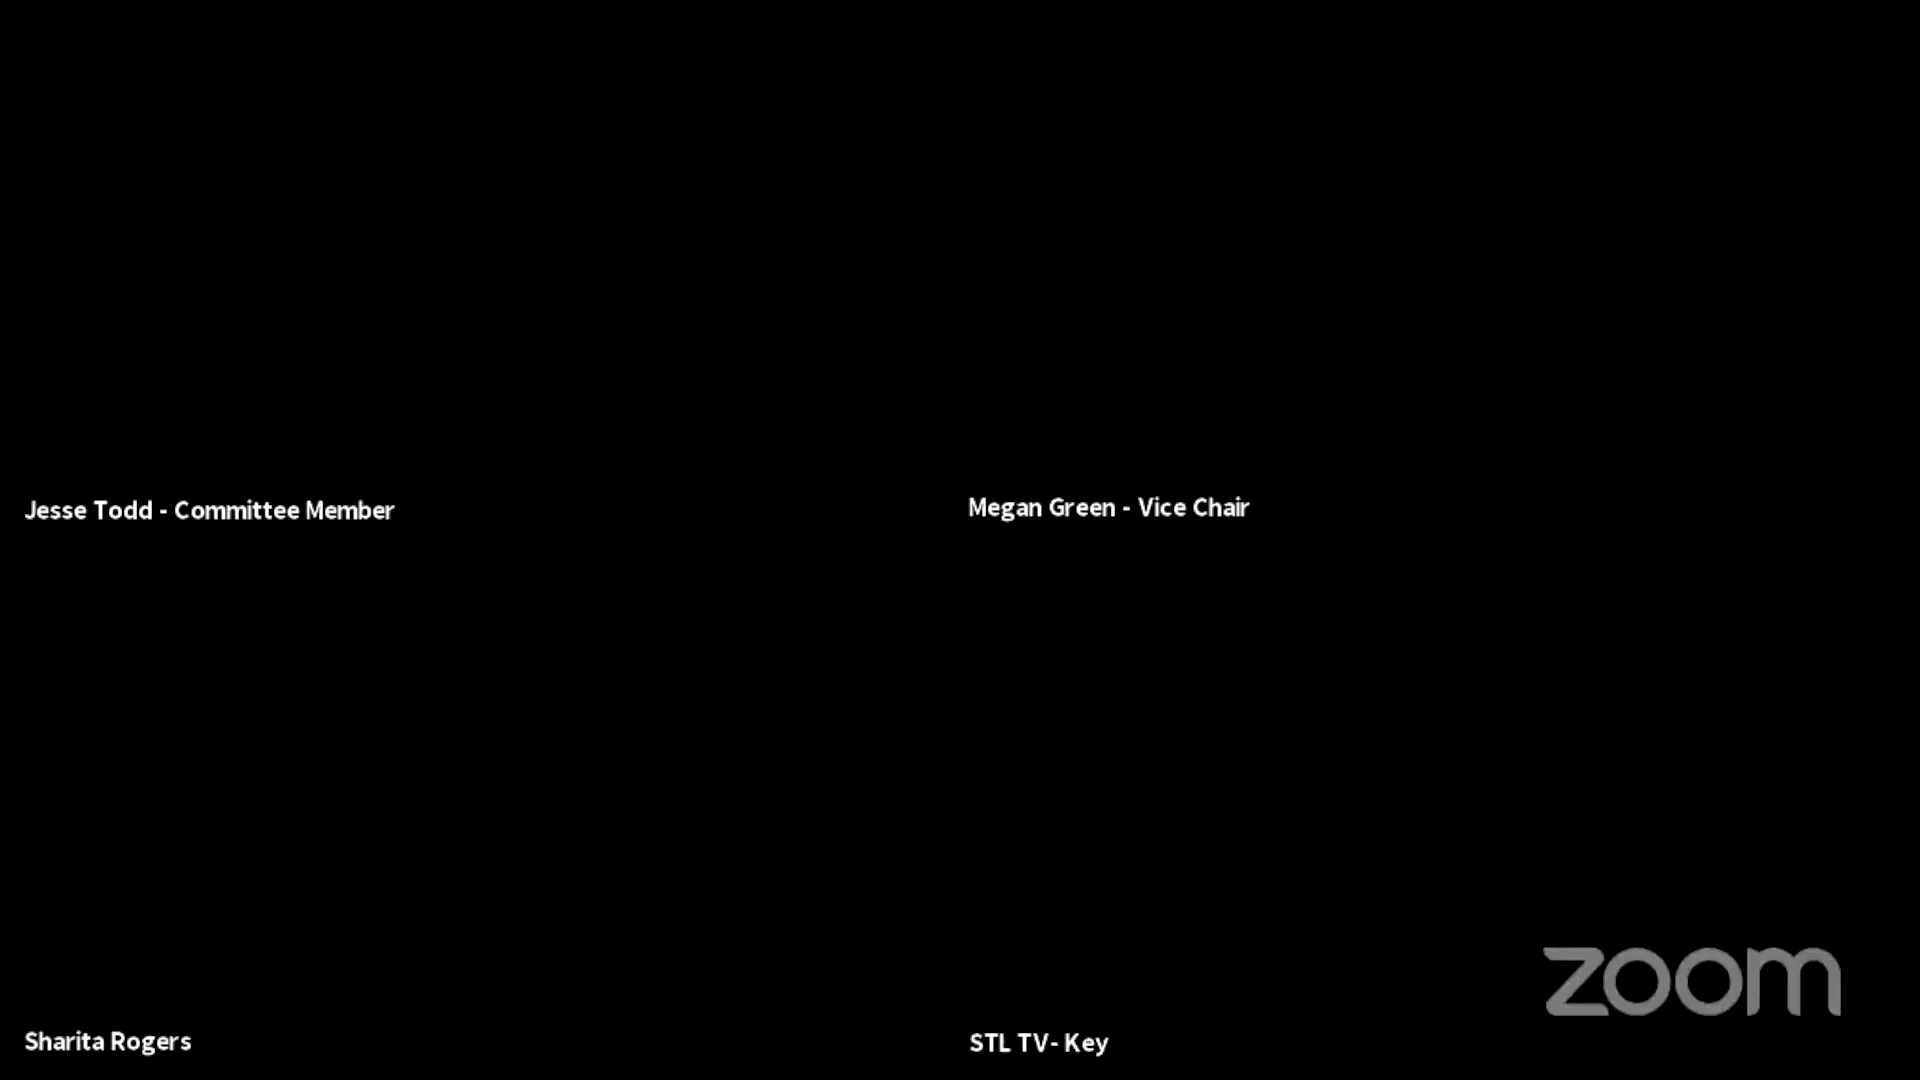 Jesse Todd - Committee Member
Megan Green - Vice Chair
zoom
Sharita Rogers
STL TV- Key